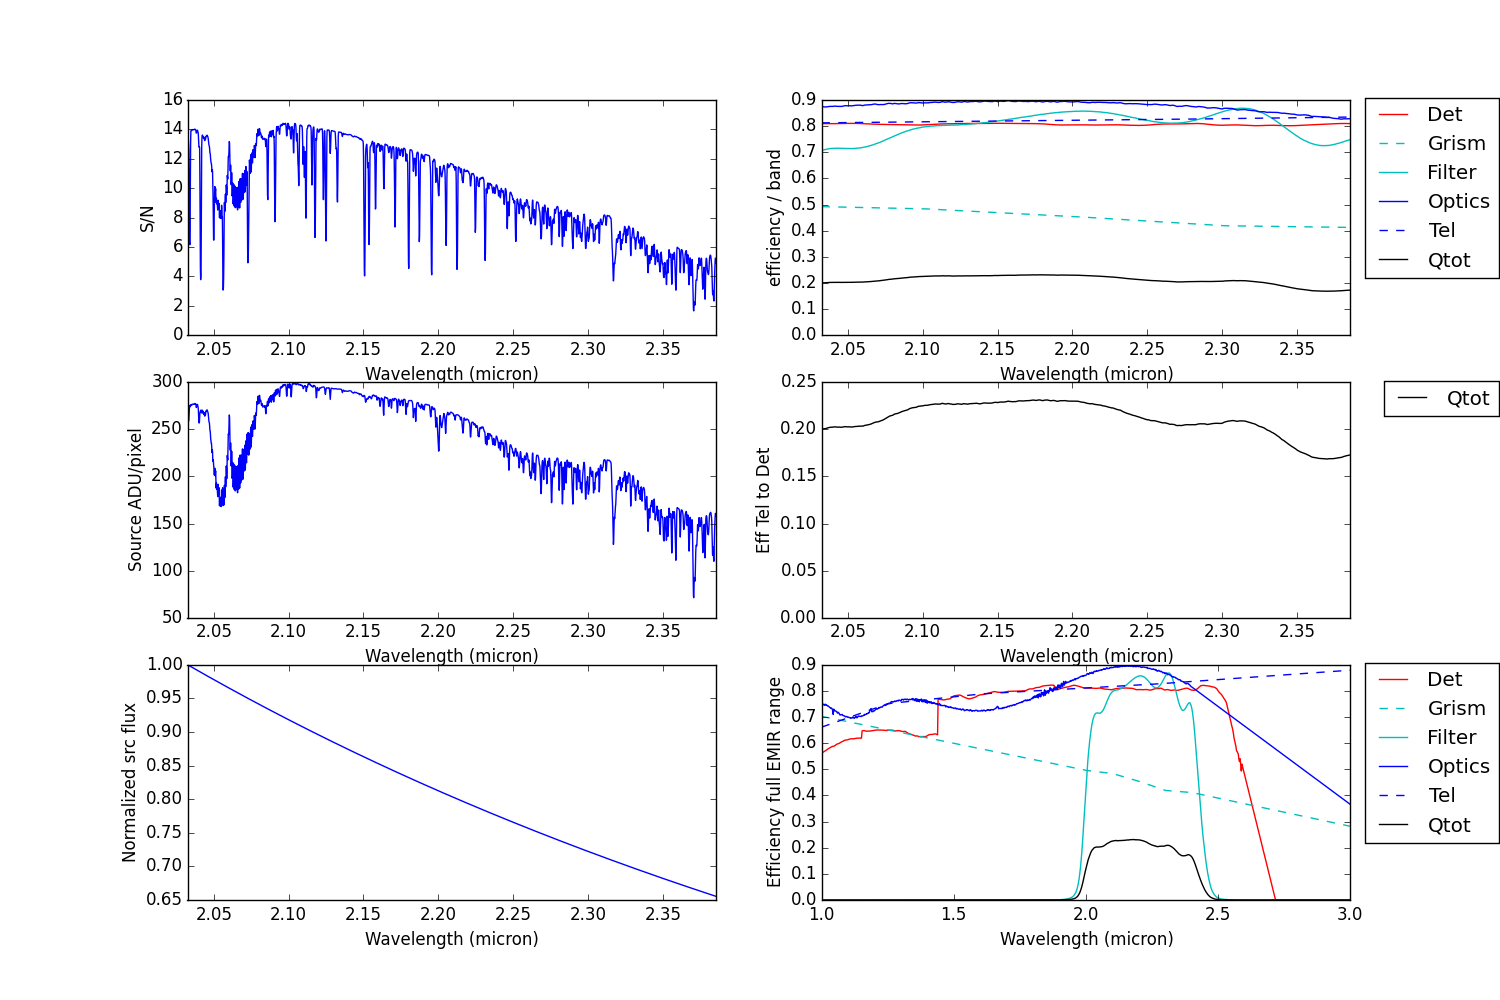 16
14
12
10
8
6
4
2
0
S/N
2.05 2.10 2.15 2.20 2.25 2.30 2.35
Wavelength (micron)
0.9
0.8
0.7
0.6
0.5
0.4
0.3
0.2
0.1
0.0
efficiency / band
2.05 2.10 2.15 2.20 2.25 2.30 2.35
Wavelength (micron)
Det
Grism
Filter
Optics
Tel
Qtot
300
250
200
150
100
50
Source ADU/pixel
2.05 2.10 2.15 2.20 2.25 2.30 2.35
Wavelength (micron)
0.25
0.20
0.15
0.10
0.05
0.00
Eff Tel to Det
2.05 2.10 2.15 2.20 2.25 2.30 2.35
Wavelength (micron)
Qtot
1.00
0.95
0.90
0.85
0.80
0.75
0.70
0.65
Normalized src flux
2.05 2.10 2.15 2.20 2.25 2.30 2.35
Wavelength (micron)
0.9
0.8
0.7
0.6
0.5
0.4
0.3
0.2
0.1
0.0
Efficiency full EMIR range
1.0 1.5 2.0 2.5 3.0
Wavelength (micron)
Det
Grism
Filter
Optics
Tel
Qtot